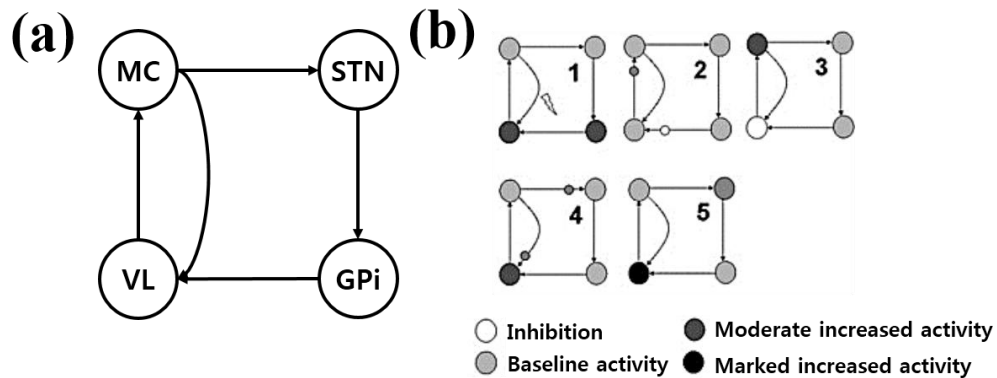 (a)
MC
STN
VL
GPi
(b)
1
2
3
4
5
Inhibition
Moderate increased activity
Baseline activity
Marked increased activity